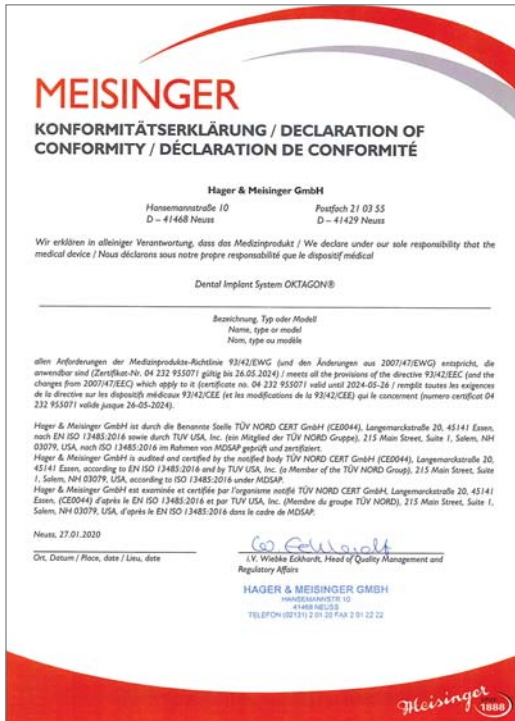 MEISINGER
KONFORMITÄTSERKLÄRUNG / DECLARATION OF
CONFORMITY / DÉCLARATION DE CONFORMITÉ
Hager & Meisinger GmbH
Hansemannstraße 10 Postfach 21 03 55
D – 41468 Neuss D – 41429 Neuss
Wir erklären in alleiniger Verantwortung, dass das Medizinprodukt / We declare under our sole responsibility that the
medical device / Nous déclarons sous notre propre responsabilité que le dispositif médical
Dental Implant System OKTAGON®
Bezeichnung, Typ oder Modell
Name, type or model
Nom, type ou modèle
allen Anforderungen der Medizinprodukte-Richtlinie 93/42/EWG (und den Änderungen aus 2007/47/EWG) entspricht, die
anwendbar sind (Zertifikat-Nr. 04 232 955071 gültig bis 26.05.2024) / meets all the provisions of the directive 93/42/EEC (and the
changes from 2007/47/EEC) which apply to it (certificate no. 04 232 955071 valid until 2024-05-26 / remplit toutes les exigences
de la directive sur les dispositifs médicaux 93/42/CEE (et les modifications de la 93/42/CEE) qui le concernent (numero certificat 04
232 955071 valide jusque 26-05-2024).
Hager & Meisinger GmbH ist durch die Benannte Stelle TÜV NORD CERT GmbH (CE0044), Langemarckstraße 20, 45141 Essen,
nach EN ISO 13485:2016 sowie durch TUV USA, Inc. (ein Mitglied der TÜV NORD Gruppe), 215 Main Street, Suite 1, Salem, NH
03079, USA, nach ISO 13485:2016 im Rahmen von MDSAP geprüft und zertifiziert.
Hager & Meisinger GmbH is audited and certified by the notified body TÜV NORD CERT GmbH (CE0044), Langemarckstraße 20,
45141 Essen, according to EN ISO 13485:2016 and by TUV USA, Inc. (a Member of the TÜV NORD Group), 215 Main Street, Suite
1, Salem, NH 03079, USA, according to ISO 13485:2016 under MDSAP.
Hager & Meisinger GmbH est examinée et certifiée par l'organisme notifié TÜV NORD CERT GmbH, Langemarckstraße 20, 45141
Essen, (CE0044) d'après le EN ISO 13485:2016 et par TUV USA, Inc. (Membre du groupe TÜV NORD), 215 Main Street, Suite 1,
Salem, NH 03079, USA, d'après le EN ISO 13485:2016 dans le cadre de MDSAP.
Neuss, 27.01.2020
Ort, Datum / Place, date / Lieu, date
i.V. Wiebke Eckhardt, Head of Quality Management and
Regulatory Affairs
HAGER & MEISINGER GMBH
HANSEMANNSTR 10
41468 NEUSS
TELEFON (02131) 2 01 20 FAX 2 01 22 22
Meisinger
1888